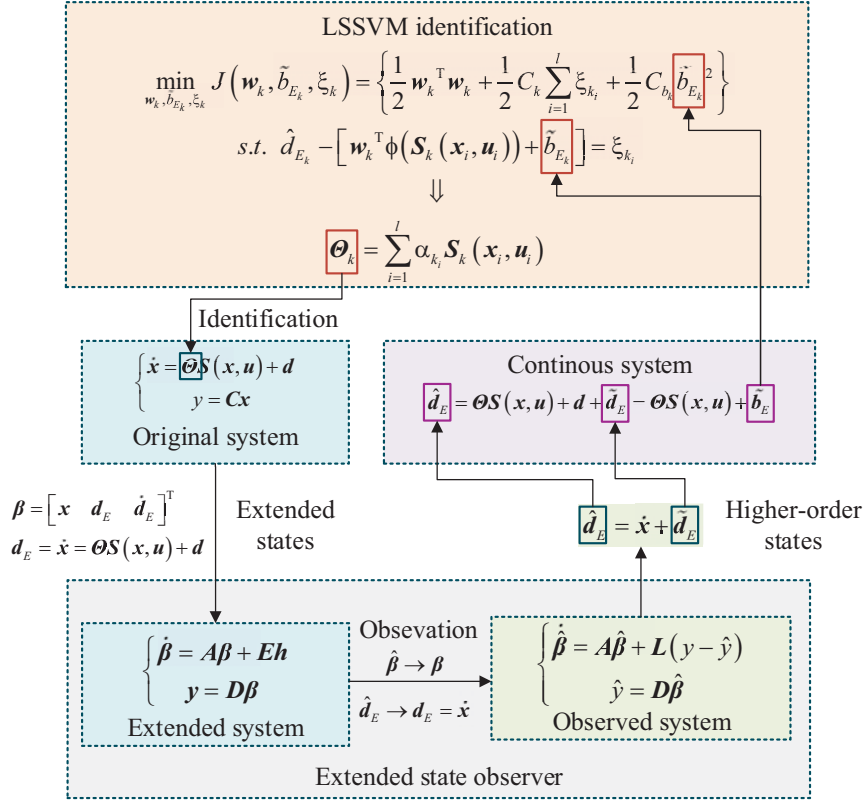 LSSVM identification
min_{w_k, b̃_{E_k}, ξ_k} J(w_k, b̃_{E_k}, ξ_k) = {1/2 w_k^T w_k + 1/2 C_k ∑_{i=1}^{l} ξ_{k_i} + 1/2 C_{b_k} b̃_{E_k}^2}
s.t. d̂_{E_k} − [w_k^T ϕ(S_k(x_i, u_i)) + b̃_{E_k}] = ξ_{k_i}
⇓
Θ_k = ∑_{i=1}^{l} α_{k_i} S_k(x_i, u_i)
Identification
{ẋ = ΘS(x, u) + d
y = Cx
Original system
Continous system
d̂_E = ΘS(x, u) + d + d̃_E − ΘS(x, u) + b̃_E
β = [x d_E ḋ_E]^T
d_E = ẋ = ΘS(x, u) + d
Extended
states
d̂_E = ẋ + d̃_E
Higher-order
states
{β̇ = Aβ + Eh
y = Dβ
Extended system
Obsevation
β̂ → β
d̂_E → d_E = ẋ
{β̂̇ = Aβ̂ + L(y − ŷ)
ŷ = Dβ̂
Observed system
Extended state observer